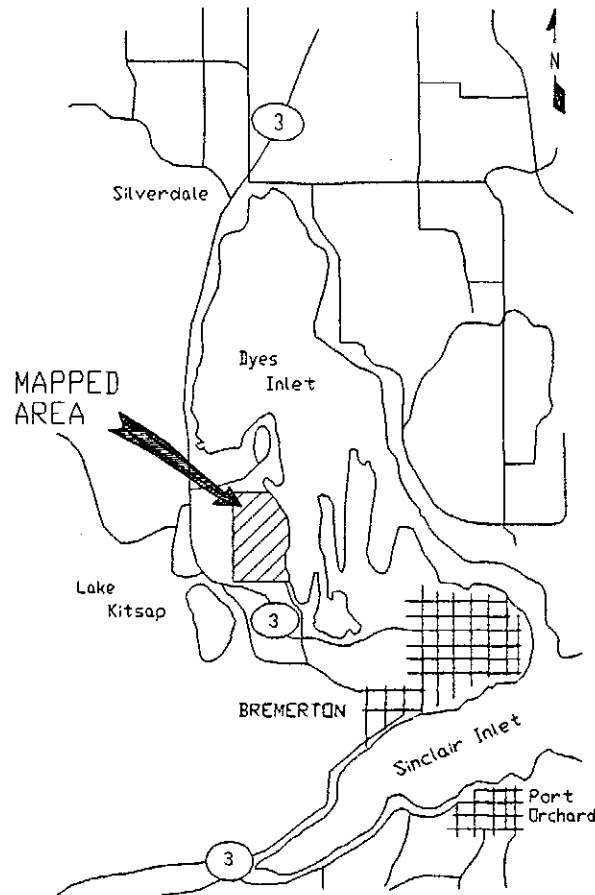 N
3
Silverdale
Dyes
Inlet
MAPPED
AREA
Lake
Kitsap
3
BREMERTON
Sinclair Inlet
Port
Orchard
3